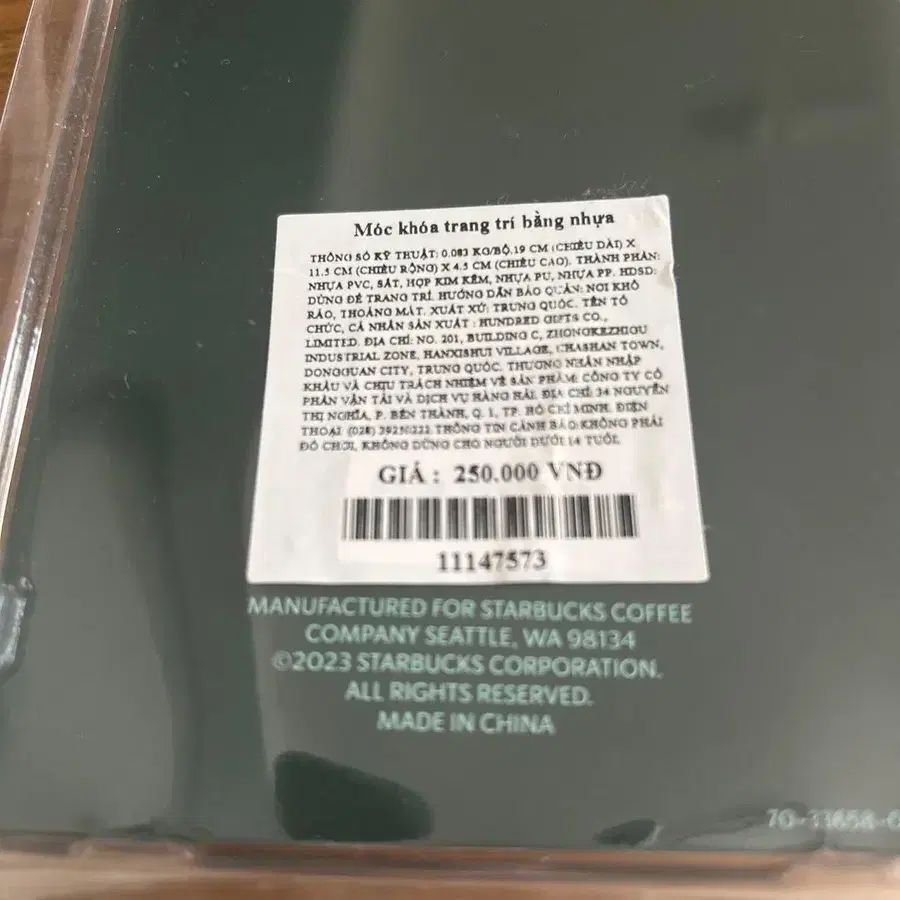 Móc khóa trang trí bằng nhựa
THÔNG SỐ KỸ THUẬT: 0.083 KG/BỘ,19 CM (CHIỀU DÀI) X
11.5 CM (CHIỀU RỘNG) X 4.5 CM (CHIỀU CAO). THÀNH PHẦN:
NHỰA PVC, SẮT, HỢP KIM KẼM, NHỰA PU, NHỰA PP. HDSD:
DÙNG ĐỂ TRANG TRÍ. HƯỚNG DẪN BẢO QUẢN: NƠI KHÔ
RÁO, THOÁNG MÁT. XUẤT XỨ: TRUNG QUỐC. TÊN TỔ
CHỨC, CÁ NHÂN SẢN XUẤT : HUNDRED GIFTS CO.,
LIMITED. ĐỊA CHỈ: NO. 201, BUILDING C, ZHONGKEZHIGU
INDUSTRIAL ZONE, HANXISHUI VILLAGE, CHASHAN TOWN,
DONGGUAN CITY, TRUNG QUỐC. THƯƠNG NHÂN NHẬP
KHẨU VÀ CHỊU TRÁCH NHIỆM VỀ SẢN PHẨM: CÔNG TY CỔ
PHẦN VẬN TẢI VÀ DỊCH VỤ HÀNG HẢI. ĐỊA CHỈ: 34 NGUYỄN
THỊ NGHĨA, P. BẾN THÀNH, Q. 1, TP. HỒ CHÍ MINH. ĐIỆN
THOẠI: (028) THÔNG TIN CẢNH BÁO: KHÔNG PHẢI
ĐỒ CHƠI, KHÔNG DÙNG CHO NGƯỜI DƯỚI 14 TUỔI.
GIÁ : 250.000 VNĐ
11147573
MANUFACTURED FOR STARBUCKS COFFEE
COMPANY SEATTLE, WA 98134
©2023 STARBUCKS CORPORATION.
ALL RIGHTS RESERVED.
MADE IN CHINA